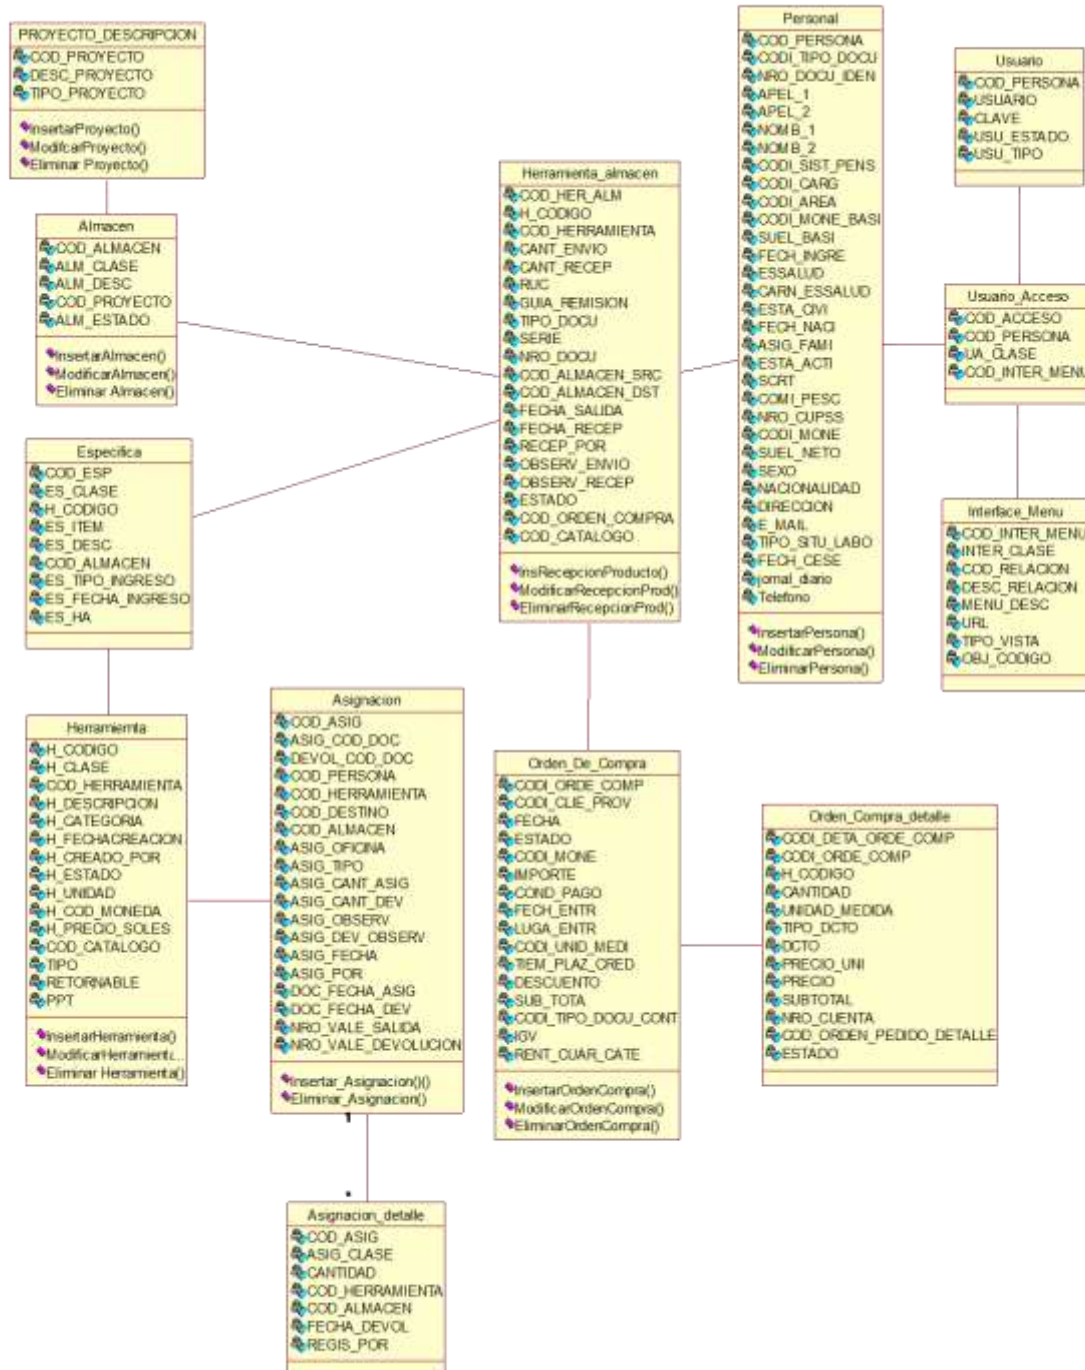 PROYECTO_DESCRIPCION
COD_PROYECTO
DESC_PROYECTO
TIPO_PROYECTO
InsertarProyecto()
ModifcarProyecto()
Eliminar Proyecto()
Almacen
COD_ALMACEN
ALM_CLASE
ALM_DESC
COD_PROYECTO
ALM_ESTADO
InsertarAlmacen()
ModificarAlmacen()
Eliminar Almacen()
Especifica
COD_ESP
ES_CLASE
H_CODIGO
ES_ITEM
ES_DESC
COD_ALMACEN
ES_TIPO_INGRESO
ES_FECHA_INGRESO
ES_HA
Herramiemta
H_CODIGO
H_CLASE
COD_HERRAMIENTA
H_DESCRIPCION
H_CATEGORIA
H_FECHACREACION
H_CREADO_POR
H_ESTADO
H_UNIDAD
H_COD_MONEDA
H_PRECIO_SOLES
COD_CATALOGO
TIPO
RETORNABLE
PPT
InsertarHerramienta()
ModificarHerramienta...
Eliminar Herramienta()
Asignacion
COD_ASIG
ASIG_COD_DOC
DEVOL_COD_DOC
COD_PERSONA
COD_HERRAMIENTA
COD_DESTINO
COD_ALMACEN
ASIG_OFICINA
ASIG_TIPO
ASIG_CANT_ASIG
ASIG_CANT_DEV
ASIG_OBSERV
ASIG_DEV_OBSERV
ASIG_FECHA
ASIG_POR
DOC_FECHA_ASIG
DOC_FECHA_DEV
NRO_VALE_SALIDA
NRO_VALE_DEVOLUCION
Insertar_Asignacion()()
Eliminar_Asignacion()
1
*
Asignacion_detalle
COD_ASIG
ASIG_CLASE
CANTIDAD
COD_HERRAMIENTA
COD_ALMACEN
FECHA_DEVOL
REGIS_POR
Herramienta_almacen
COD_HER_ALM
H_CODIGO
COD_HERRAMIENTA
CANT_ENVIO
CANT_RECEP
RUC
GUIA_REMISION
TIPO_DOCU
SERIE
NRO_DOCU
COD_ALMACEN_SRC
COD_ALMACEN_DST
FECHA_SALIDA
FECHA_RECEP
RECEP_POR
OBSERV_ENVIO
OBSERV_RECEP
ESTADO
COD_ORDEN_COMPRA
COD_CATALOGO
InsRecepcionProducto()
ModificarRecepcionProd()
EliminarRecepcionProd()
Orden_De_Compra
CODI_ORDE_COMP
CODI_CLIE_PROV
FECHA
ESTADO
CODI_MONE
IMPORTE
COND_PAGO
FECH_ENTR
LUGA_ENTR
CODI_UNID_MEDI
TIEM_PLAZ_CRED
DESCUENTO
SUB_TOTA
CODI_TIPO_DOCU_CONT
IGV
RENT_CUAR_CATE
InsertarOrdenCompra()
ModificarOrdenCompra()
EliminarOrdenCompra()
Orden_Compra_detalle
CODI_DETA_ORDE_COMP
CODI_ORDE_COMP
H_CODIGO
CANTIDAD
UNIDAD_MEDIDA
TIPO_DCTO
DCTO
PRECIO_UNI
PRECIO
SUBTOTAL
NRO_CUENTA
COD_ORDEN_PEDIDO_DETALLE
ESTADO
Personal
COD_PERSONA
CODI_TIPO_DOCU
NRO_DOCU_IDEN
APEL_1
APEL_2
NOMB_1
NOMB_2
CODI_SIST_PENS
CODI_CARG
CODI_AREA
CODI_MONE_BASI
SUEL_BASI
FECH_INGRE
ESSALUD
CARN_ESSALUD
ESTA_CIVI
FECH_NACI
ASIG_FAMI
ESTA_ACTI
SCRT
COMI_PESC
NRO_CUPSS
CODI_MONE
SUEL_NETO
SEXO
NACIONALIDAD
DIRECCION
E_MAIL
TIPO_SITU_LABO
FECH_CESE
jornal_diario
Telefono
InsertarPersona()
ModificarPersona()
EliminarPersona()
Usuario
COD_PERSONA
USUARIO
CLAVE
USU_ESTADO
USU_TIPO
Usuario_Acceso
COD_ACCESO
COD_PERSONA
UA_CLASE
COD_INTER_MENU
Interface_Menu
COD_INTER_MENU
INTER_CLASE
COD_RELACION
DESC_RELACION
MENU_DESC
URL
TIPO_VISTA
OBJ_CODIGO